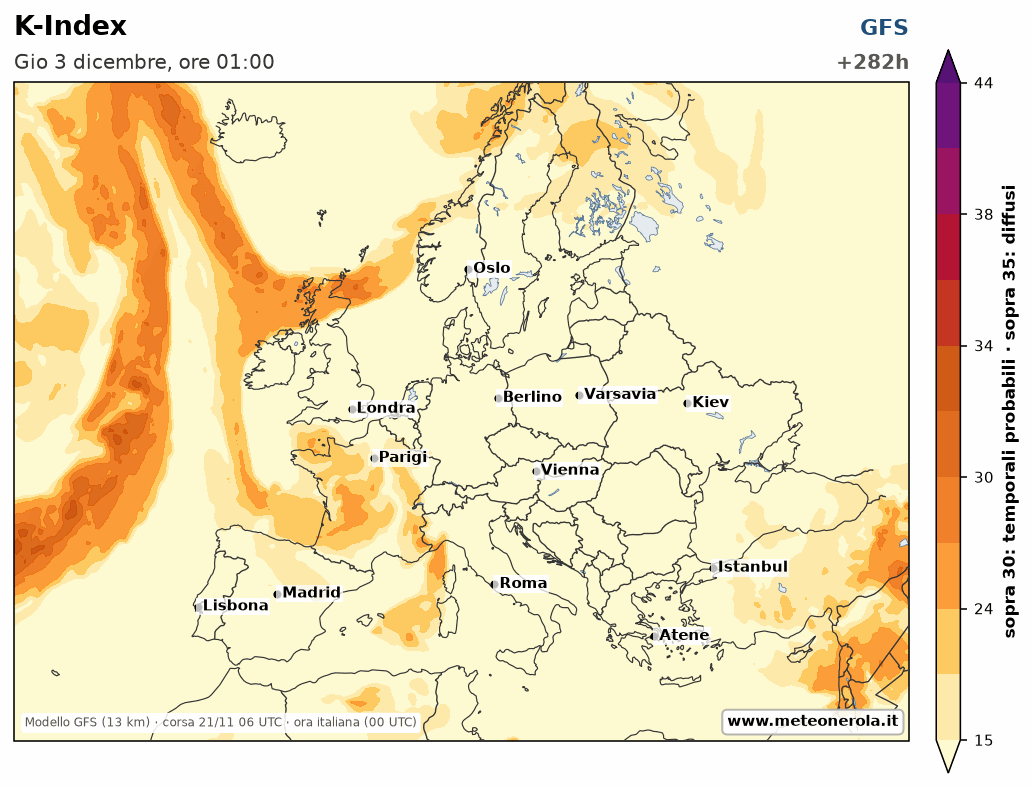 K-Index
GFS
Gio 3 dicembre, ore 01:00
+282h
44
38
34
30
24
15
sopra 30: temporali probabili · sopra 35: diffusi
Oslo
Berlino
Varsavia
Kiev
Londra
Parigi
Vienna
Istanbul
Roma
Madrid
Lisbona
Atene
Modello GFS (13 km) · corsa 21/11 06 UTC · ora italiana (00 UTC)
www.meteonerola.it